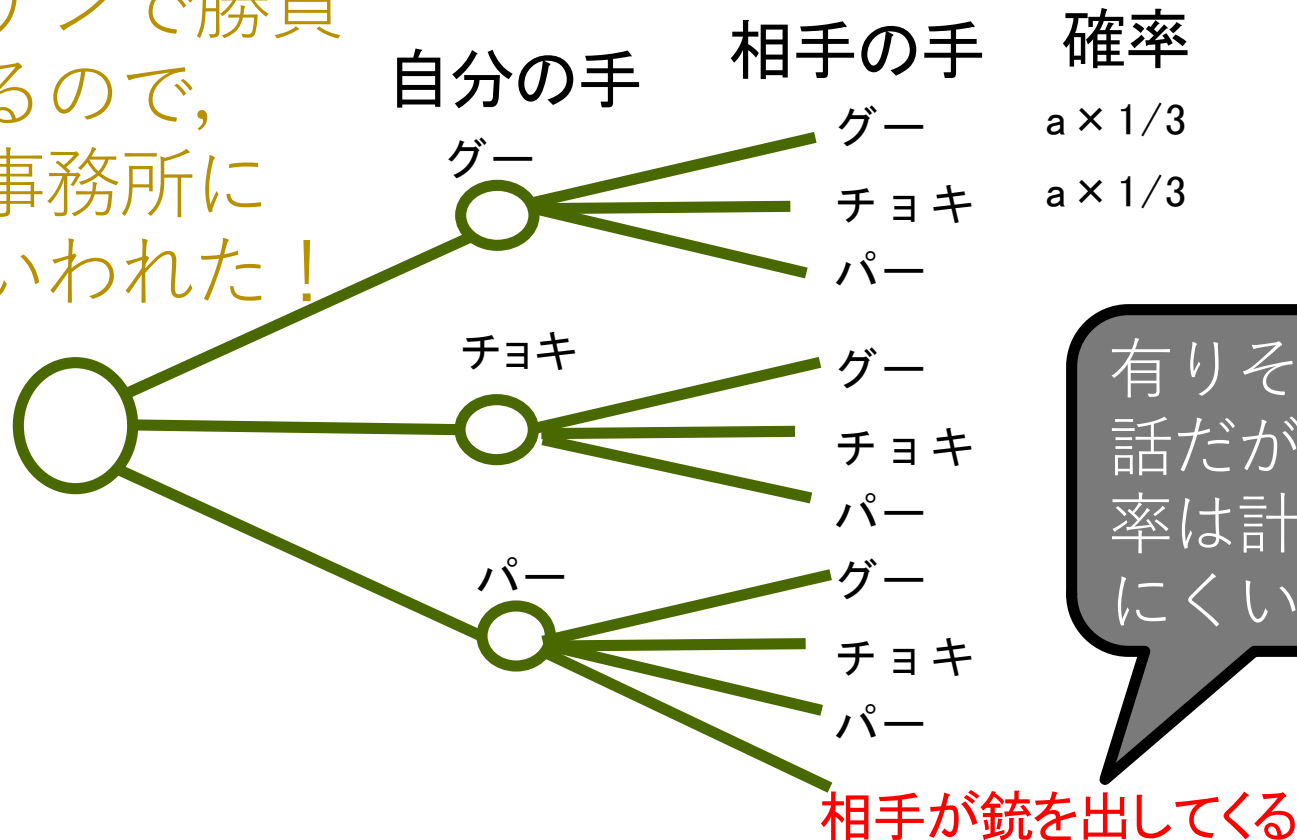 サンで勝負
るので,
事務所に
いわれた！
自分の手
相手の手
確率
グー
チョキ
パー
グー
a × 1/3
チョキ
a × 1/3
パー
グー
チョキ
パー
グー
チョキ
パー
相手が銃を出してくる
有りそ
話だが
率は計
にくい